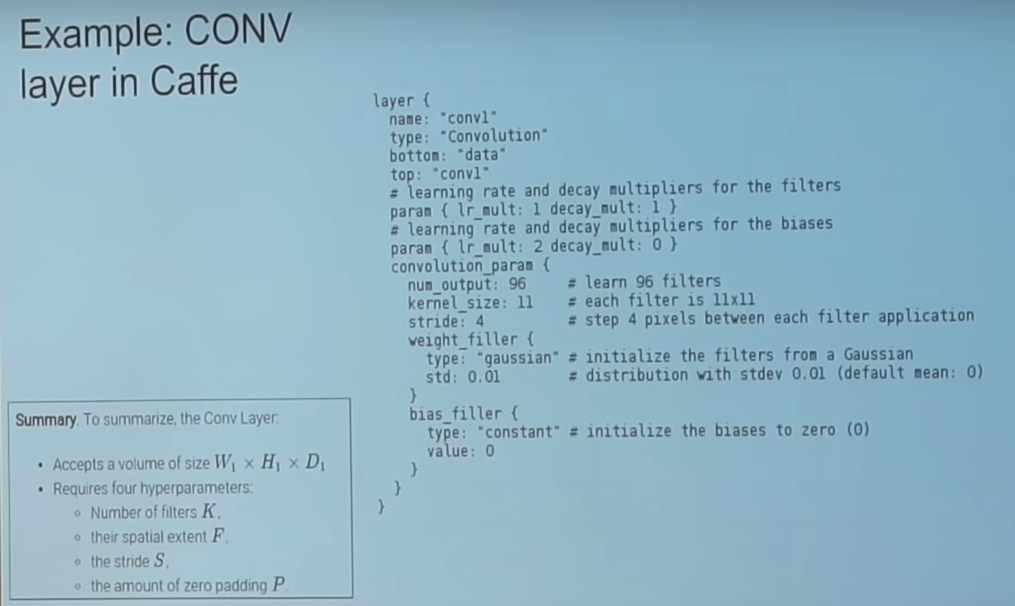 Example: CONV
layer in Caffe
layer {
name: "conv1"
type: "Convolution"
bottom: "data"
top: "conv1"
# learning rate and decay multipliers for the filters
param { lr_mult: 1 decay_mult: 1 }
# learning rate and decay multipliers for the biases
param { lr_mult: 2 decay_mult: 0 }
convolution_param {
num_output: 96 # learn 96 filters
kernel_size: 11 # each filter is 11x11
stride: 4 # step 4 pixels between each filter application
weight_filler {
type: "gaussian" # initialize the filters from a Gaussian
std: 0.01 # distribution with stdev 0.01 (default mean: 0)
}
bias_filler {
type: "constant" # initialize the biases to zero (0)
value: 0
}
}
}
Summary. To summarize, the Conv Layer:
• Accepts a volume of size W₁ × H₁ × D₁
• Requires four hyperparameters:
◦ Number of filters K,
◦ their spatial extent F,
◦ the stride S,
◦ the amount of zero padding P.